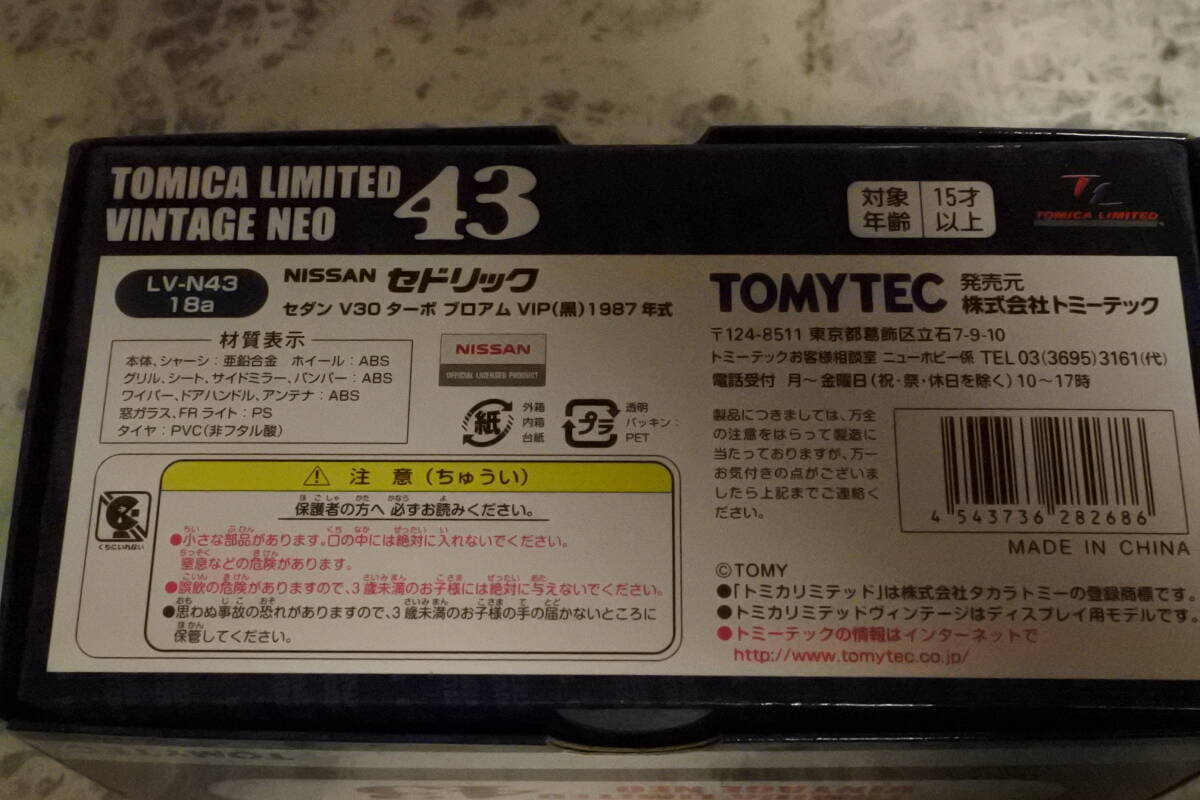 TOMICA LIMITED
VINTAGE NEO
43
対象年齢
15才以上
TOMICA LIMITED
LV-N43
18a
NISSAN セドリック
セダン V30 ターボ ブロアム VIP(黒)1987年式
材質表示
本体、シャーシ：亜鉛合金 ホイール：ABS
グリル、シート、サイドミラー、バンパー：ABS
ワイパー、ドアハンドル、アンテナ：ABS
窓ガラス、FRライト：PS
タイヤ：PVC(非フタル酸)
NISSAN
OFFICIAL LICENSED PRODUCT
紙
外箱
内箱
台紙
プラ
透明
パッキン：
PET
くちにいれない
注 意（ちゅうい）
保護者の方へ 必ずお読みください。
●小さな部品があります。口の中には絶対に入れないでください。
窒息などの危険があります。
●誤飲の危険がありますので、3歳未満のお子様には絶対に与えないでください。
●思わぬ事故の恐れがありますので、3歳未満のお子様の手の届かないところに
保管してください。
TOMYTEC
発売元
株式会社トミーテック
〒124-8511 東京都葛飾区立石7-9-10
トミーテックお客様相談室 ニューホビー係 TEL 03(3695)3161(代)
電話受付 月～金曜日(祝・祭・休日を除く)10～17時
製品につきましては、万全
の注意をはらって製造に
当たっておりますが、万一
お気付きの点がございま
したら上記までご連絡く
ださい。
4 543736 282686
MADE IN CHINA
©TOMY
●「トミカリミテッド」は株式会社タカラトミーの登録商標です。
●トミカリミテッドヴィンテージはディスプレイ用モデルです。
●トミーテックの情報はインターネットで
http://www.tomytec.co.jp/